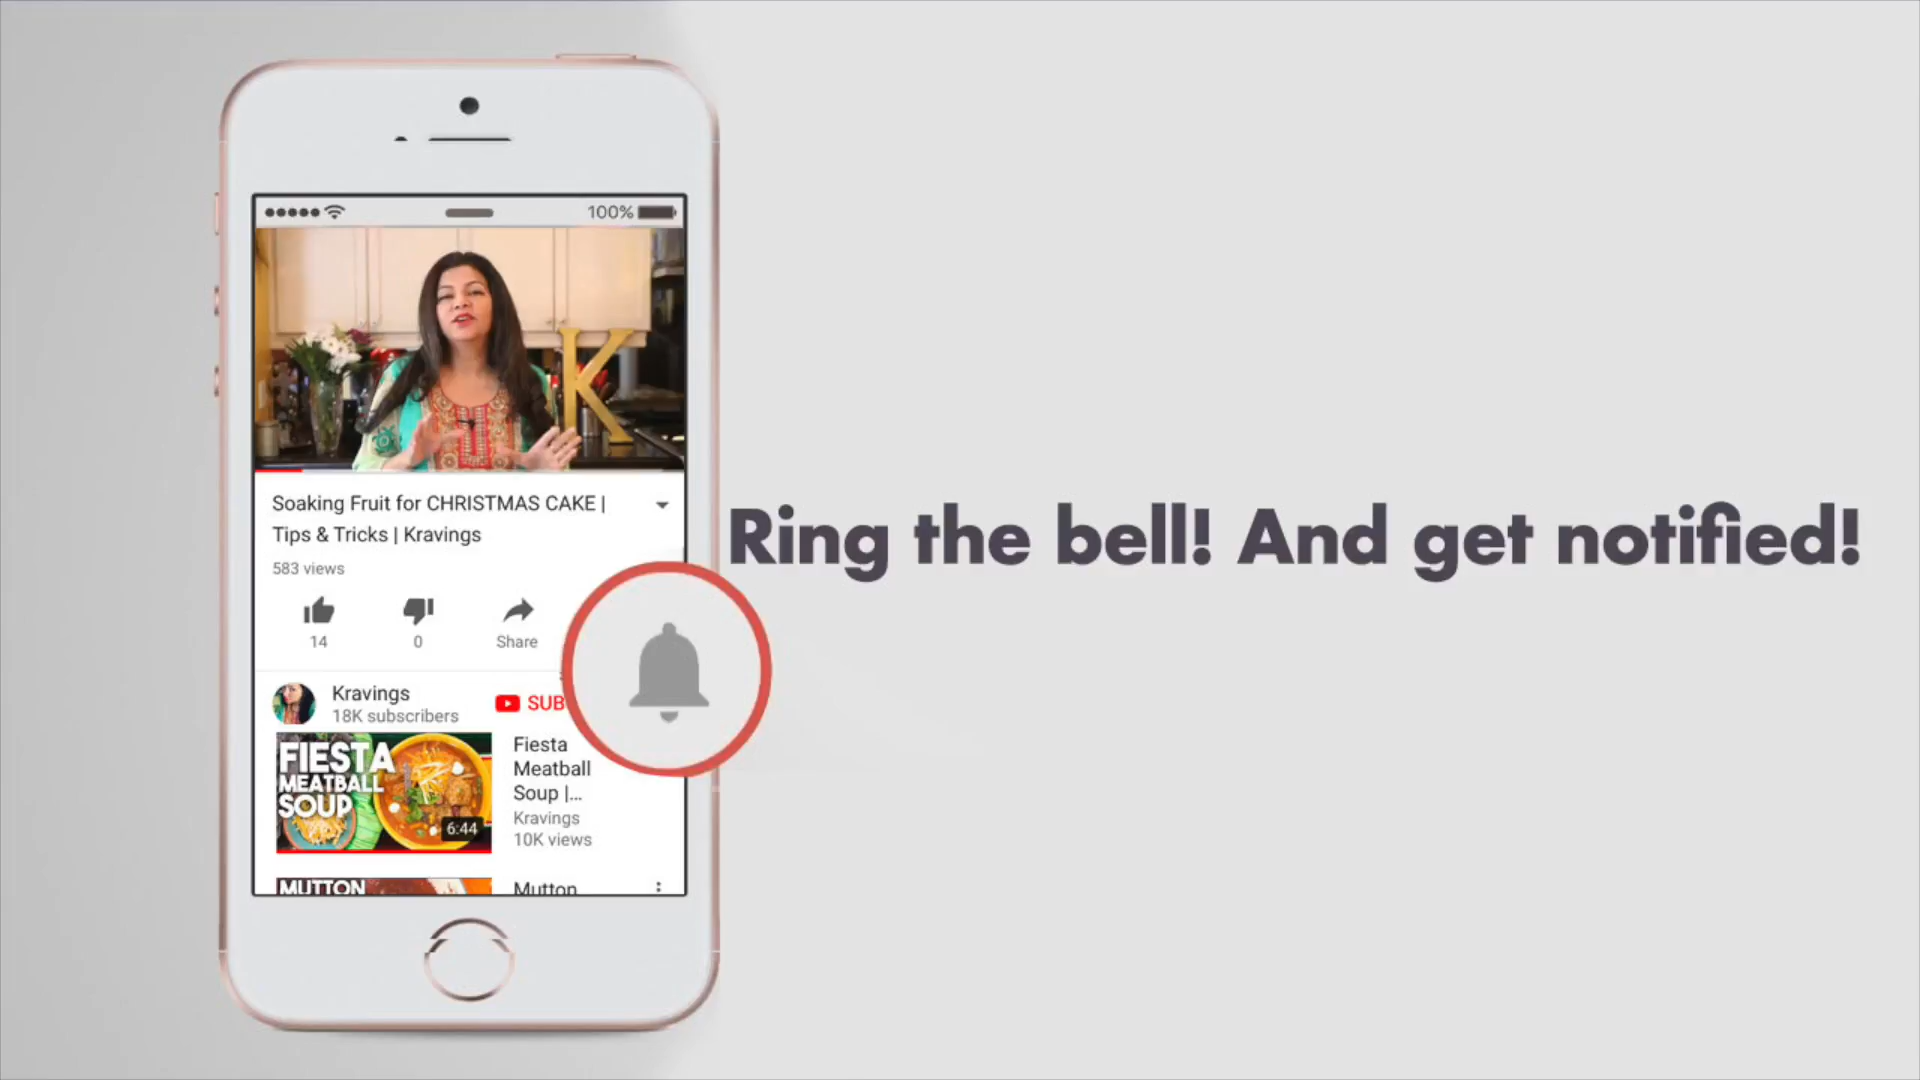 100%
K
Soaking Fruit for CHRISTMAS CAKE |
Tips & Tricks | Kravings
583 views
14
0
Share
Kravings
18K subscribers
SUB
FIESTA
MEATBALL
SOUP
6:44
Fiesta
Meatball
Soup |...
Kravings
10K views
MUTTON
Mutton
Ring the bell! And get notified!